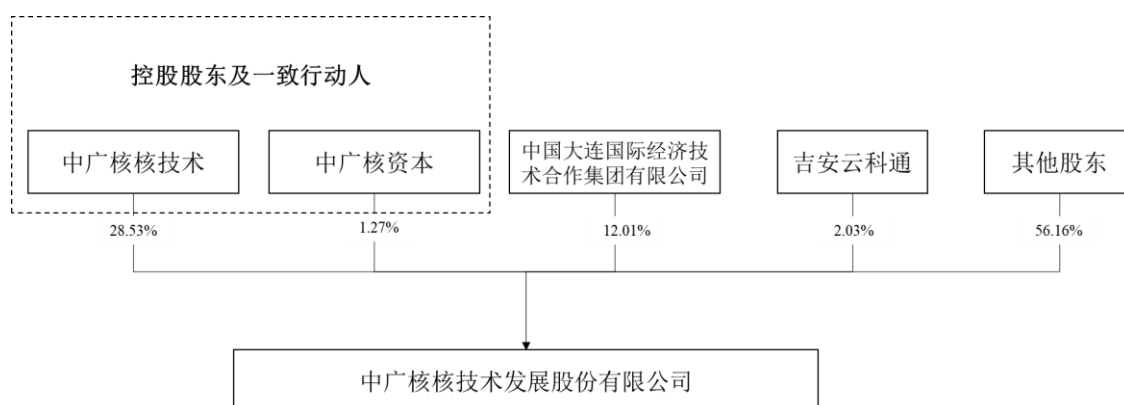 控股股东及一致行动人
中广核核技术
中广核资本
中国大连国际经济技
术合作集团有限公司
吉安云科通
其他股东
28.53%
1.27%
12.01%
2.03%
56.16%
中广核核技术发展股份有限公司